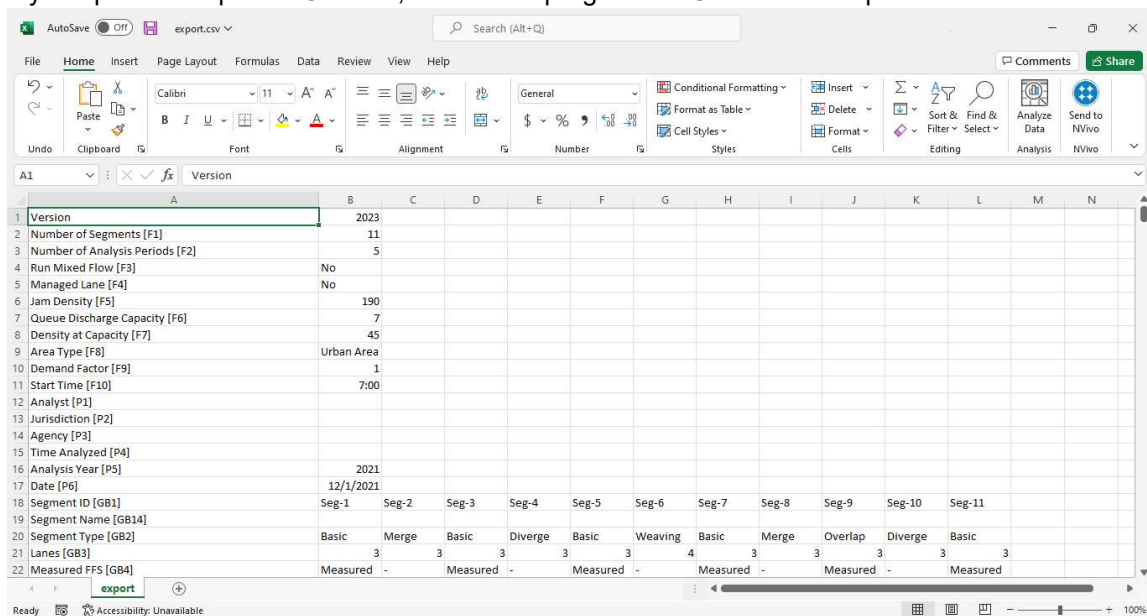 AutoSave Off export.csv Search (Alt+Q)
File Home Insert Page Layout Formulas Data Review View Help Comments Share
Paste Calibri 11 A A General Conditional Formatting Insert Σ
B I U A $ % 9 Format as Table Delete Sort & Find & Analyze Send to
Cell Styles Format Filter Select Data NVivo
Undo Clipboard Font Alignment Number Styles Cells Editing Analysis NVivo
A1 fx Version
A B C D E F G H I J K L M N
1 Version 2023
2 Number of Segments [F1] 11
3 Number of Analysis Periods [F2] 5
4 Run Mixed Flow [F3] No
5 Managed Lane [F4] No
6 Jam Density [F5] 190
7 Queue Discharge Capacity [F6] 7
8 Density at Capacity [F7] 45
9 Area Type [F8] Urban Area
10 Demand Factor [F9] 1
11 Start Time [F10] 7:00
12 Analyst [P1]
13 Jurisdiction [P2]
14 Agency [P3]
15 Time Analyzed [P4]
16 Analysis Year [P5] 2021
17 Date [P6] 12/1/2021
18 Segment ID [GB1] Seg-1 Seg-2 Seg-3 Seg-4 Seg-5 Seg-6 Seg-7 Seg-8 Seg-9 Seg-10 Seg-11
19 Segment Name [GB14]
20 Segment Type [GB2] Basic Merge Basic Diverge Basic Weaving Basic Merge Overlap Diverge Basic
21 Lanes [GB3] 3 3 3 3 3 4 3 3 3 3 3
22 Measured FFS [GB4] Measured - Measured - Measured - Measured - Measured - Measured
export
Ready Accessibility: Unavailable 100%